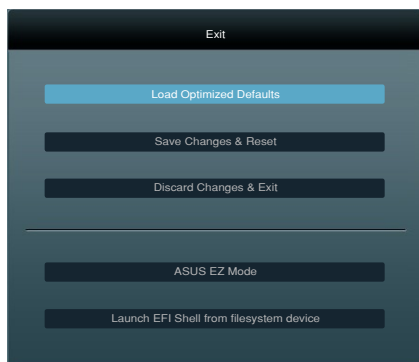 Exit
Load Optimized Defaults
Save Changes & Reset
Discard Changes & Exit
ASUS EZ Mode
Launch EFI Shell from filesystem device